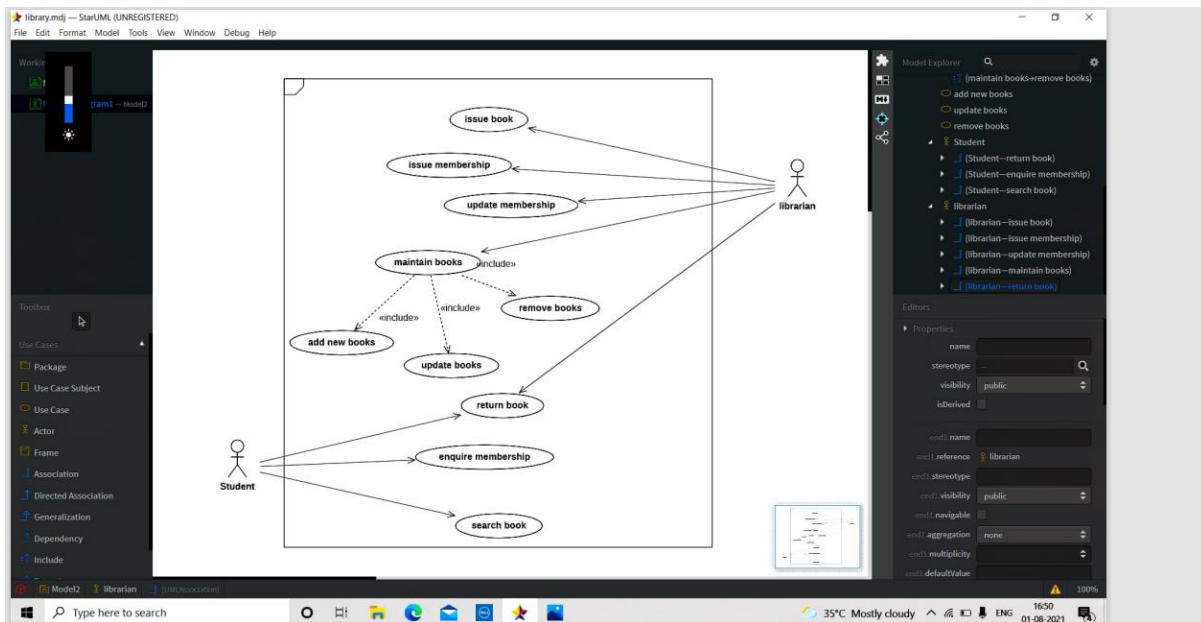 library.mdj — StarUML (UNREGISTERED)
File Edit Format Model Tools View Window Debug Help
gram1 — Model2
Toolbox
Use Cases
Package
Use Case Subject
Use Case
Actor
Frame
Association
Directed Association
Generalization
Dependency
Include
issue book
issue membership
update membership
librarian
maintain books
«include»
«include»
«include»
remove books
add new books
update books
return book
enquire membership
Student
search book
Model Explorer
(maintain books→remove books)
add new books
update books
remove books
Student
(Student—return book)
(Student—enquire membership)
(Student—search book)
librarian
(librarian—issue book)
(librarian—issue membership)
(librarian—update membership)
(librarian—maintain books)
(librarian—return book)
Editors
Properties
name
stereotype
visibility public
isDerived
end1.name
end1.reference librarian
end1.stereotype
end1.visibility public
end1.navigable
end1.aggregation none
end1.multiplicity
end1.defaultValue
Model2 librarian (UMLAssociation)
100%
Type here to search
35°C Mostly cloudy
ENG
16:50
01-08-2021